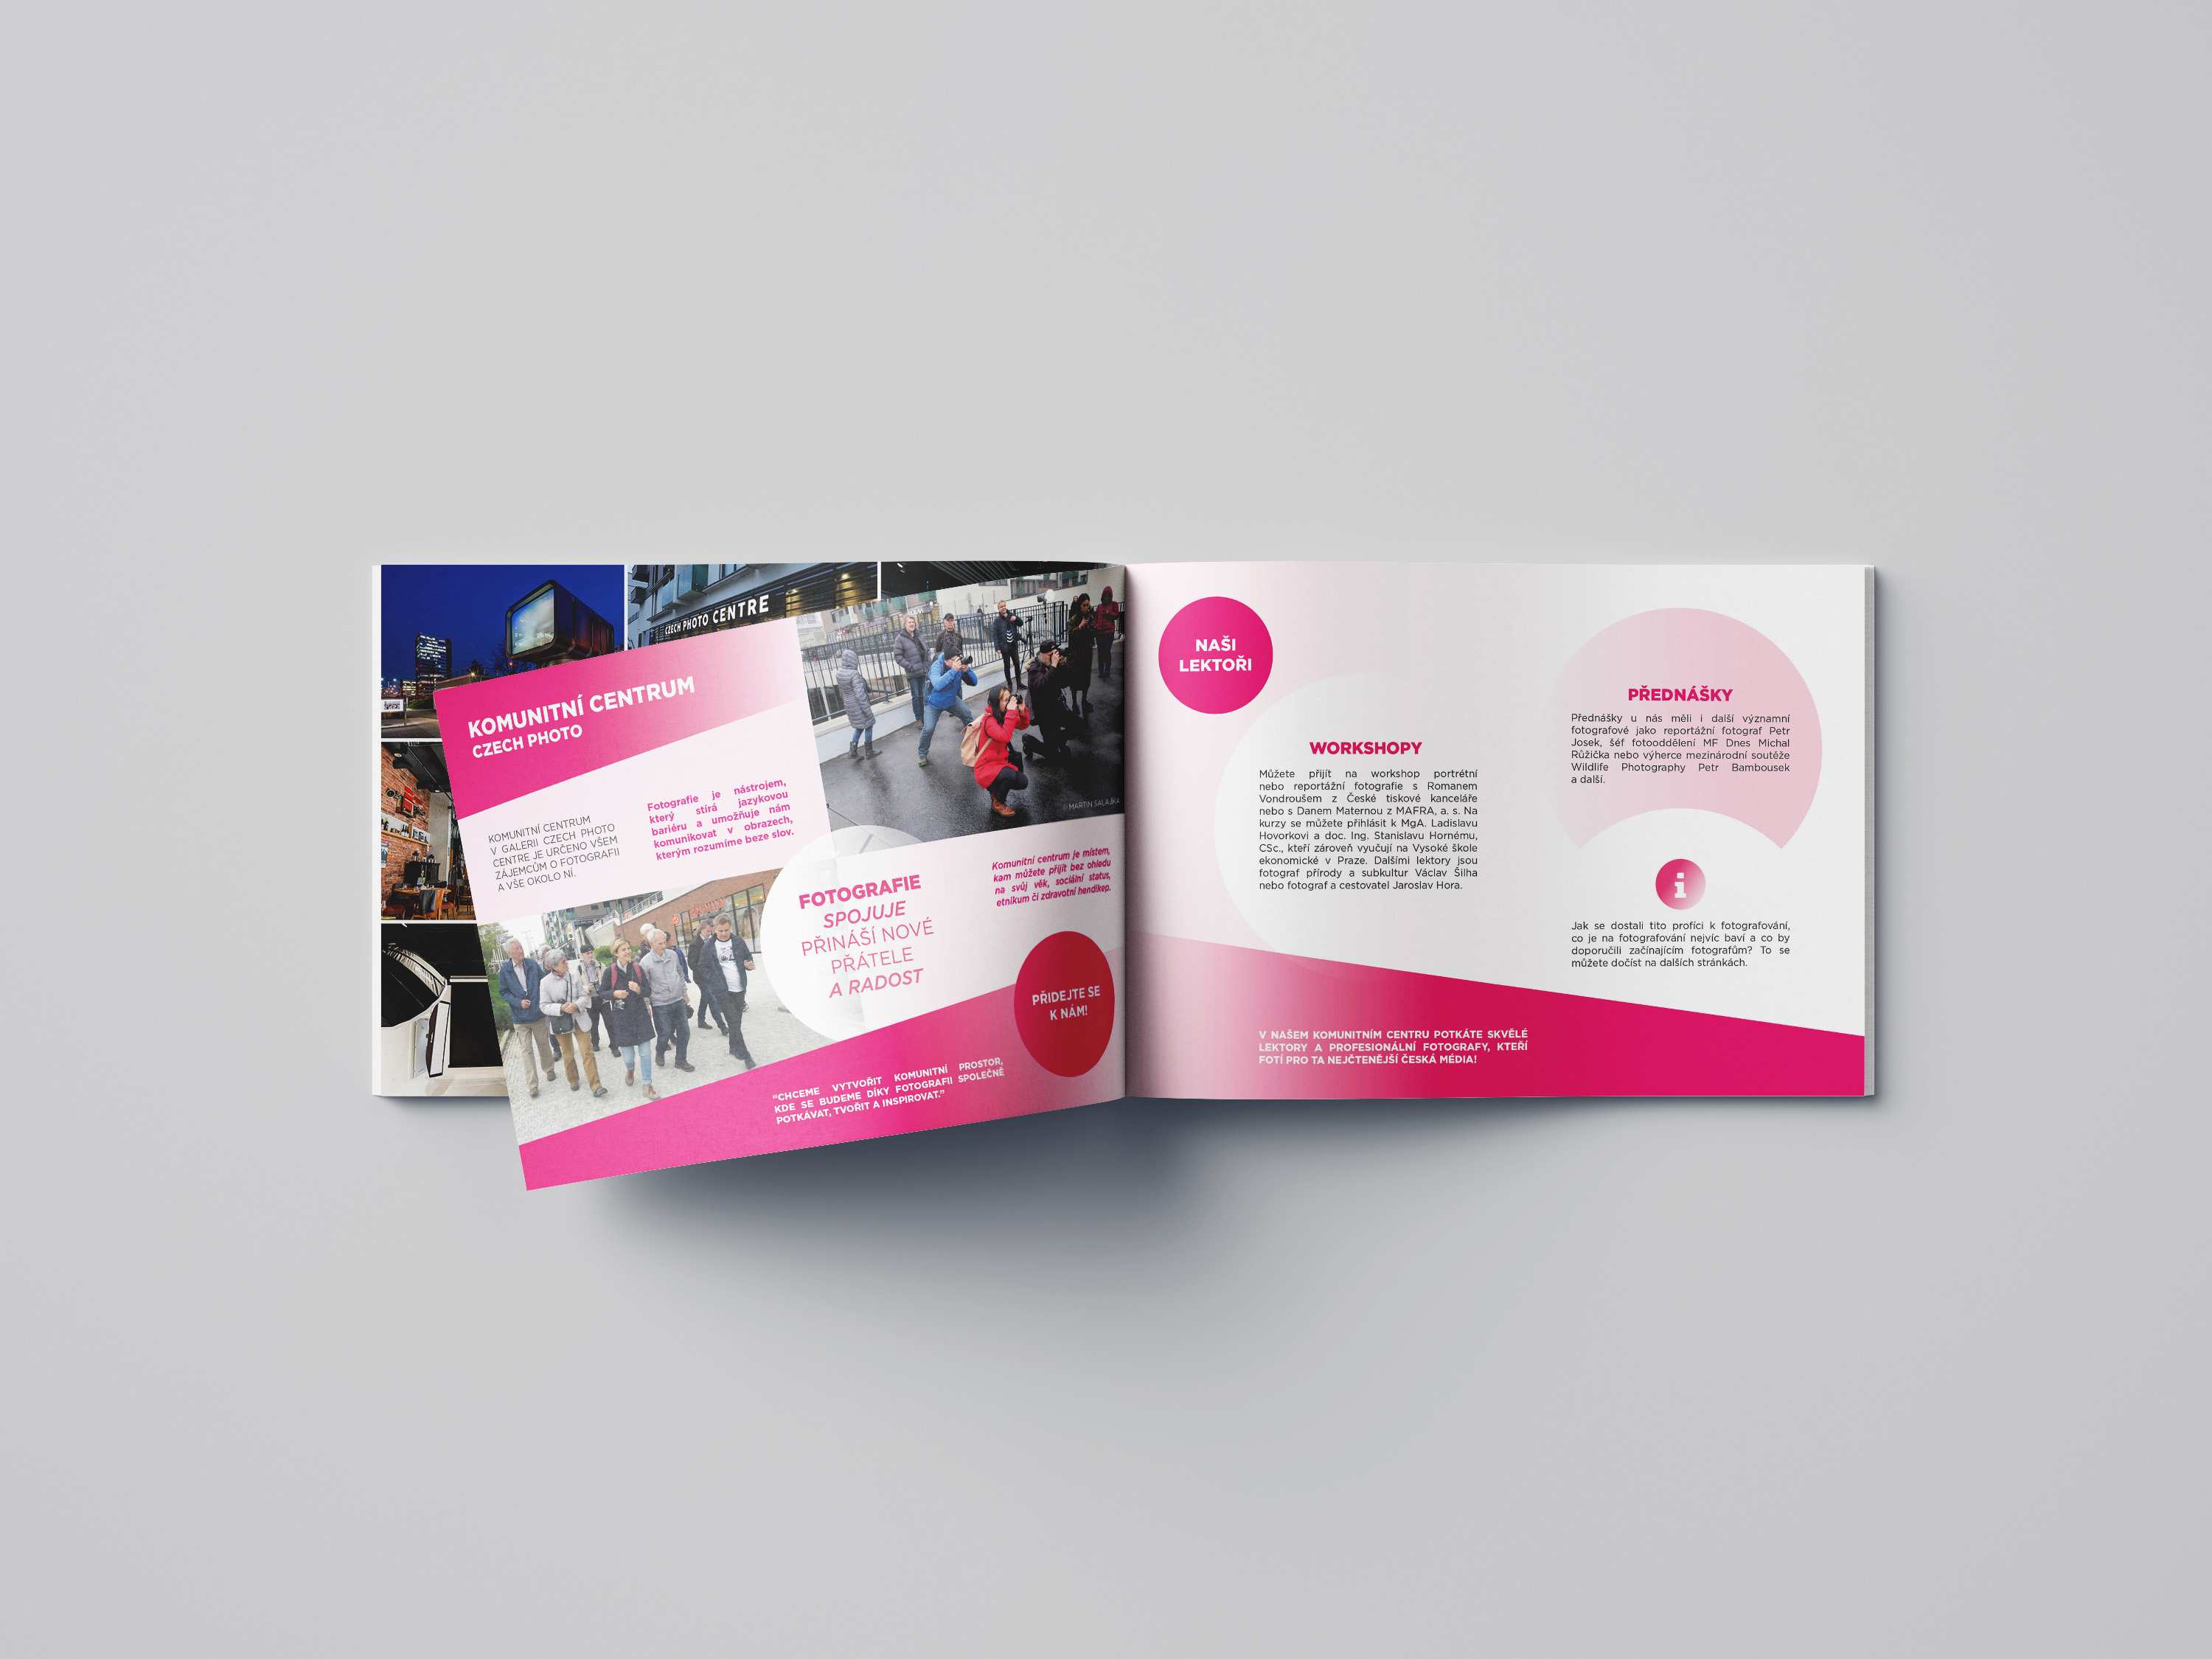 CZECH PHOTO CENTRE
KOMUNITNÍ CENTRUM
CZECH PHOTO
KOMUNITNÍ CENTRUM
V GALERII CZECH PHOTO
CENTRE JE URČENO VŠEM
ZÁJEMCŮM O FOTOGRAFII
A VŠE OKOLO NÍ.
Fotografie je nástrojem,
který stírá jazykovou
bariéru a umožňuje nám
komunikovat v obrazech,
kterým rozumíme beze slov.
© MARTIN SALAJKA
FOTOGRAFIE
SPOJUJE
PŘINÁŠÍ NOVÉ
PŘÁTELE
A RADOST
Komunitní centrum je místem,
kam můžete přijít bez ohledu
na svůj věk, sociální status,
etnikum či zdravotní hendikep.
PŘIDEJTE SE
K NÁM!
“CHCEME VYTVOŘIT KOMUNITNÍ PROSTOR,
KDE SE BUDEME DÍKY FOTOGRAFII SPOLEČNĚ
POTKÁVAT, TVOŘIT A INSPIROVAT.”
NAŠI
LEKTOŘI
WORKSHOPY
Můžete přijít na workshop portrétní
nebo reportážní fotografie s Romanem
Vondroušem z České tiskové kanceláře
nebo s Danem Maternou z MAFRA, a. s. Na
kurzy se můžete přihlásit k MgA. Ladislavu
Hovorkovi a doc. Ing. Stanislavu Hornému,
CSc., kteří zároveň vyučují na Vysoké škole
ekonomické v Praze. Dalšími lektory jsou
fotograf přírody a subkultur Václav Šilha
nebo fotograf a cestovatel Jaroslav Hora.
PŘEDNÁŠKY
Přednášky u nás měli i další významní
fotografové jako reportážní fotograf Petr
Josek, šéf fotooddělení MF Dnes Michal
Růžička nebo výherce mezinárodní soutěže
Wildlife Photography Petr Bambousek
a další.
i
Jak se dostali tito profíci k fotografování,
co je na fotografování nejvíc baví a co by
doporučili začínajícím fotografům? To se
můžete dočíst na dalších stránkách.
V NAŠEM KOMUNITNÍM CENTRU POTKÁTE SKVĚLÉ
LEKTORY A PROFESIONÁLNÍ FOTOGRAFY, KTEŘÍ
FOTÍ PRO TA NEJČTENĚJŠÍ ČESKÁ MÉDIA!